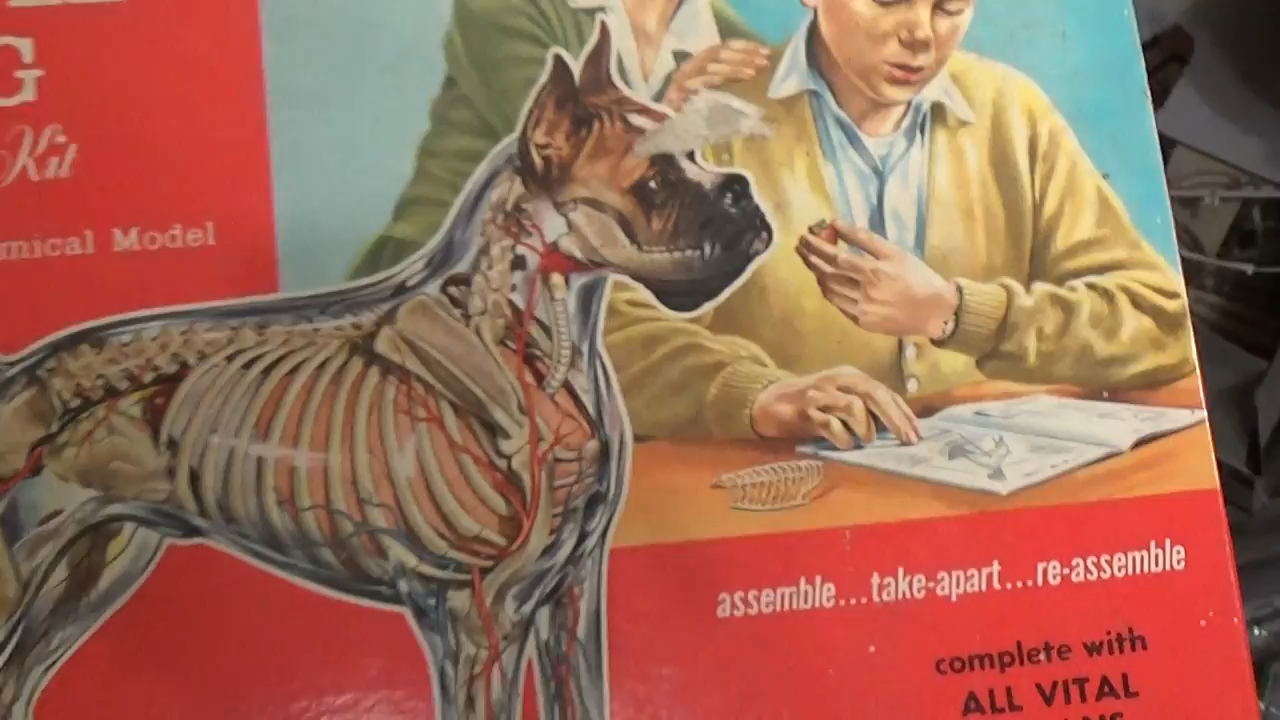 G
Kit
mical Model
assemble...take-apart...re-assemble
complete with
ALL VITAL